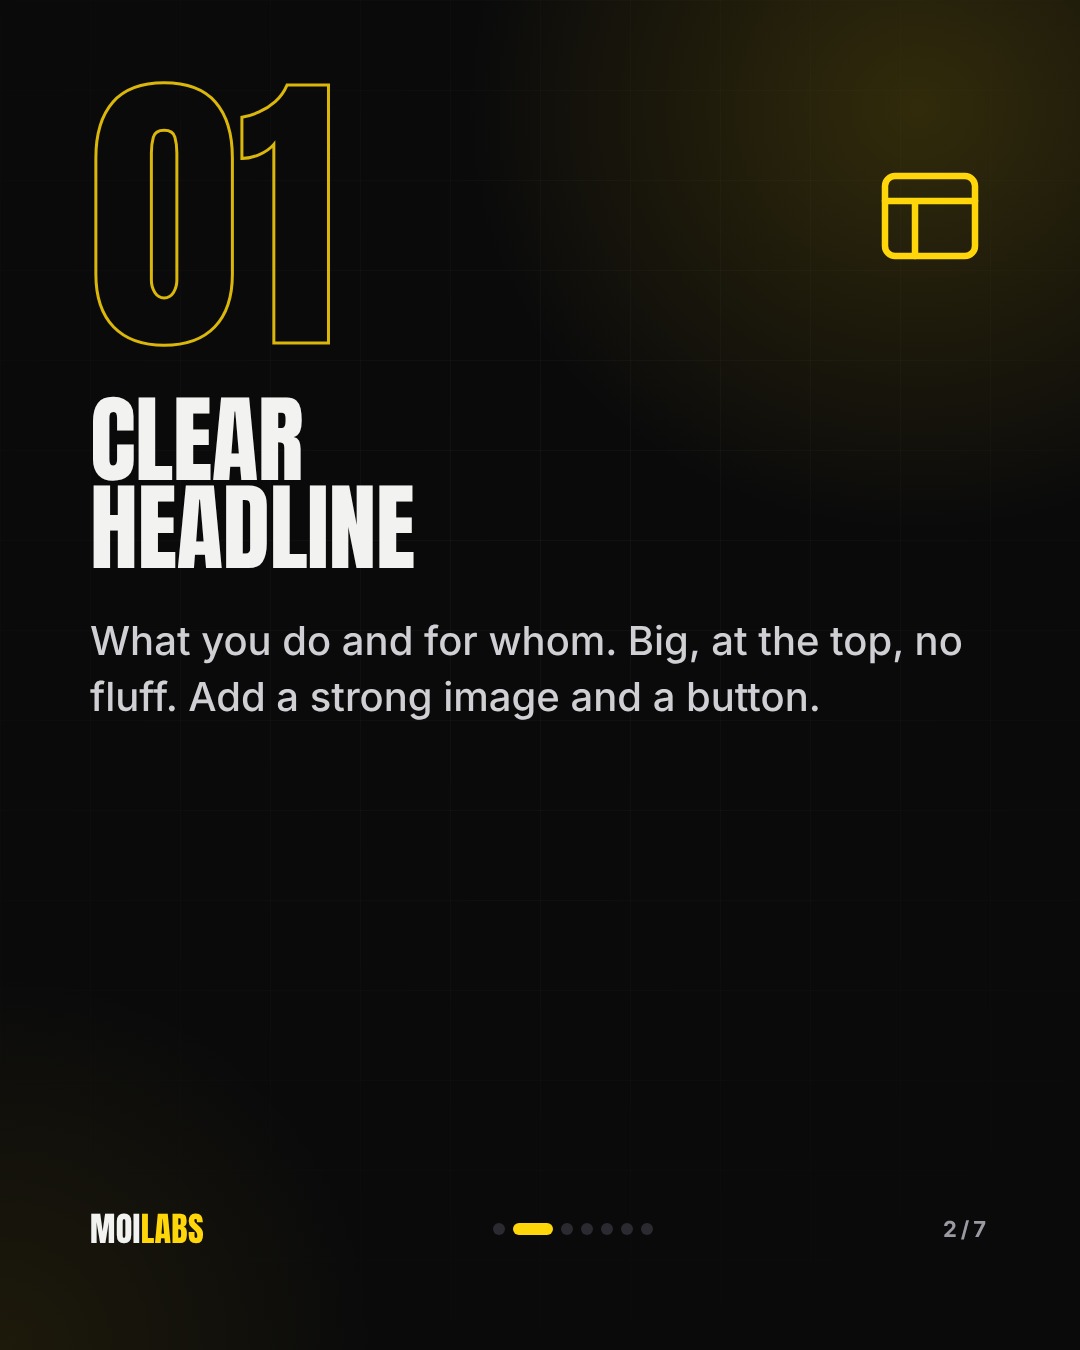 01
CLEAR
HEADLINE
What you do and for whom. Big, at the top, no
fluff. Add a strong image and a button.
MOILABS
2/7